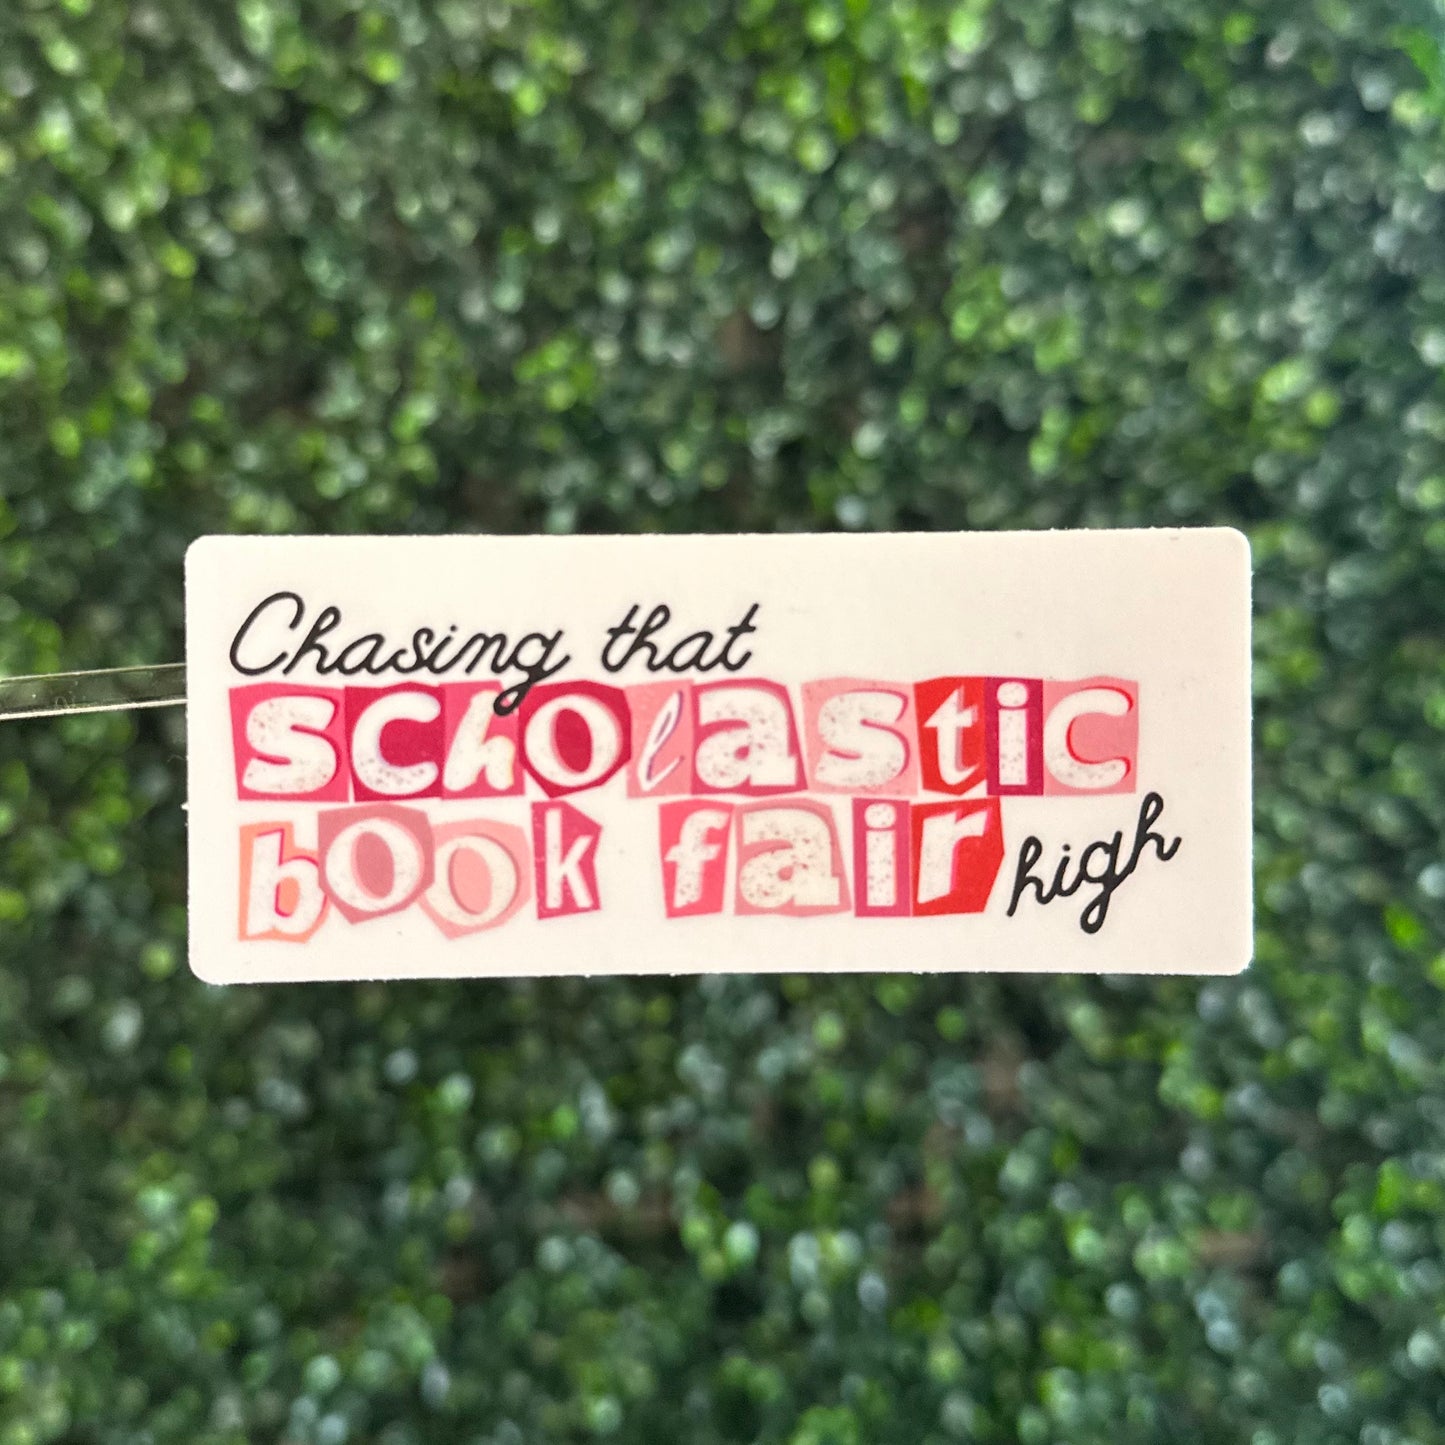 Chasing that
scholastic
book fair high